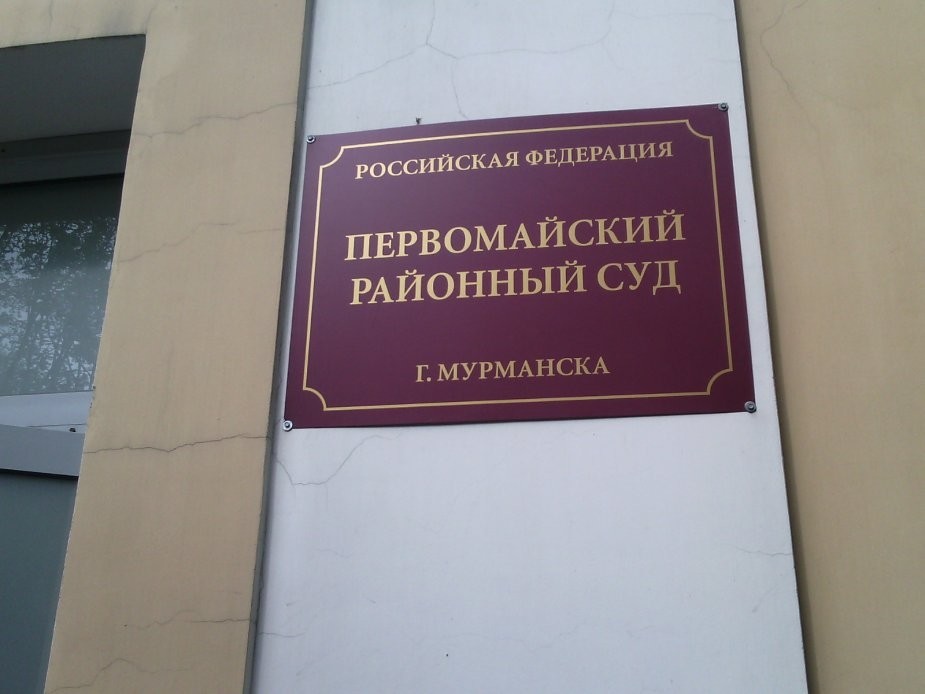 РОССИЙСКАЯ ФЕДЕРАЦИЯ
ПЕРВОМАЙСКИЙ
РАЙОННЫЙ СУД
Г. МУРМАНСКА